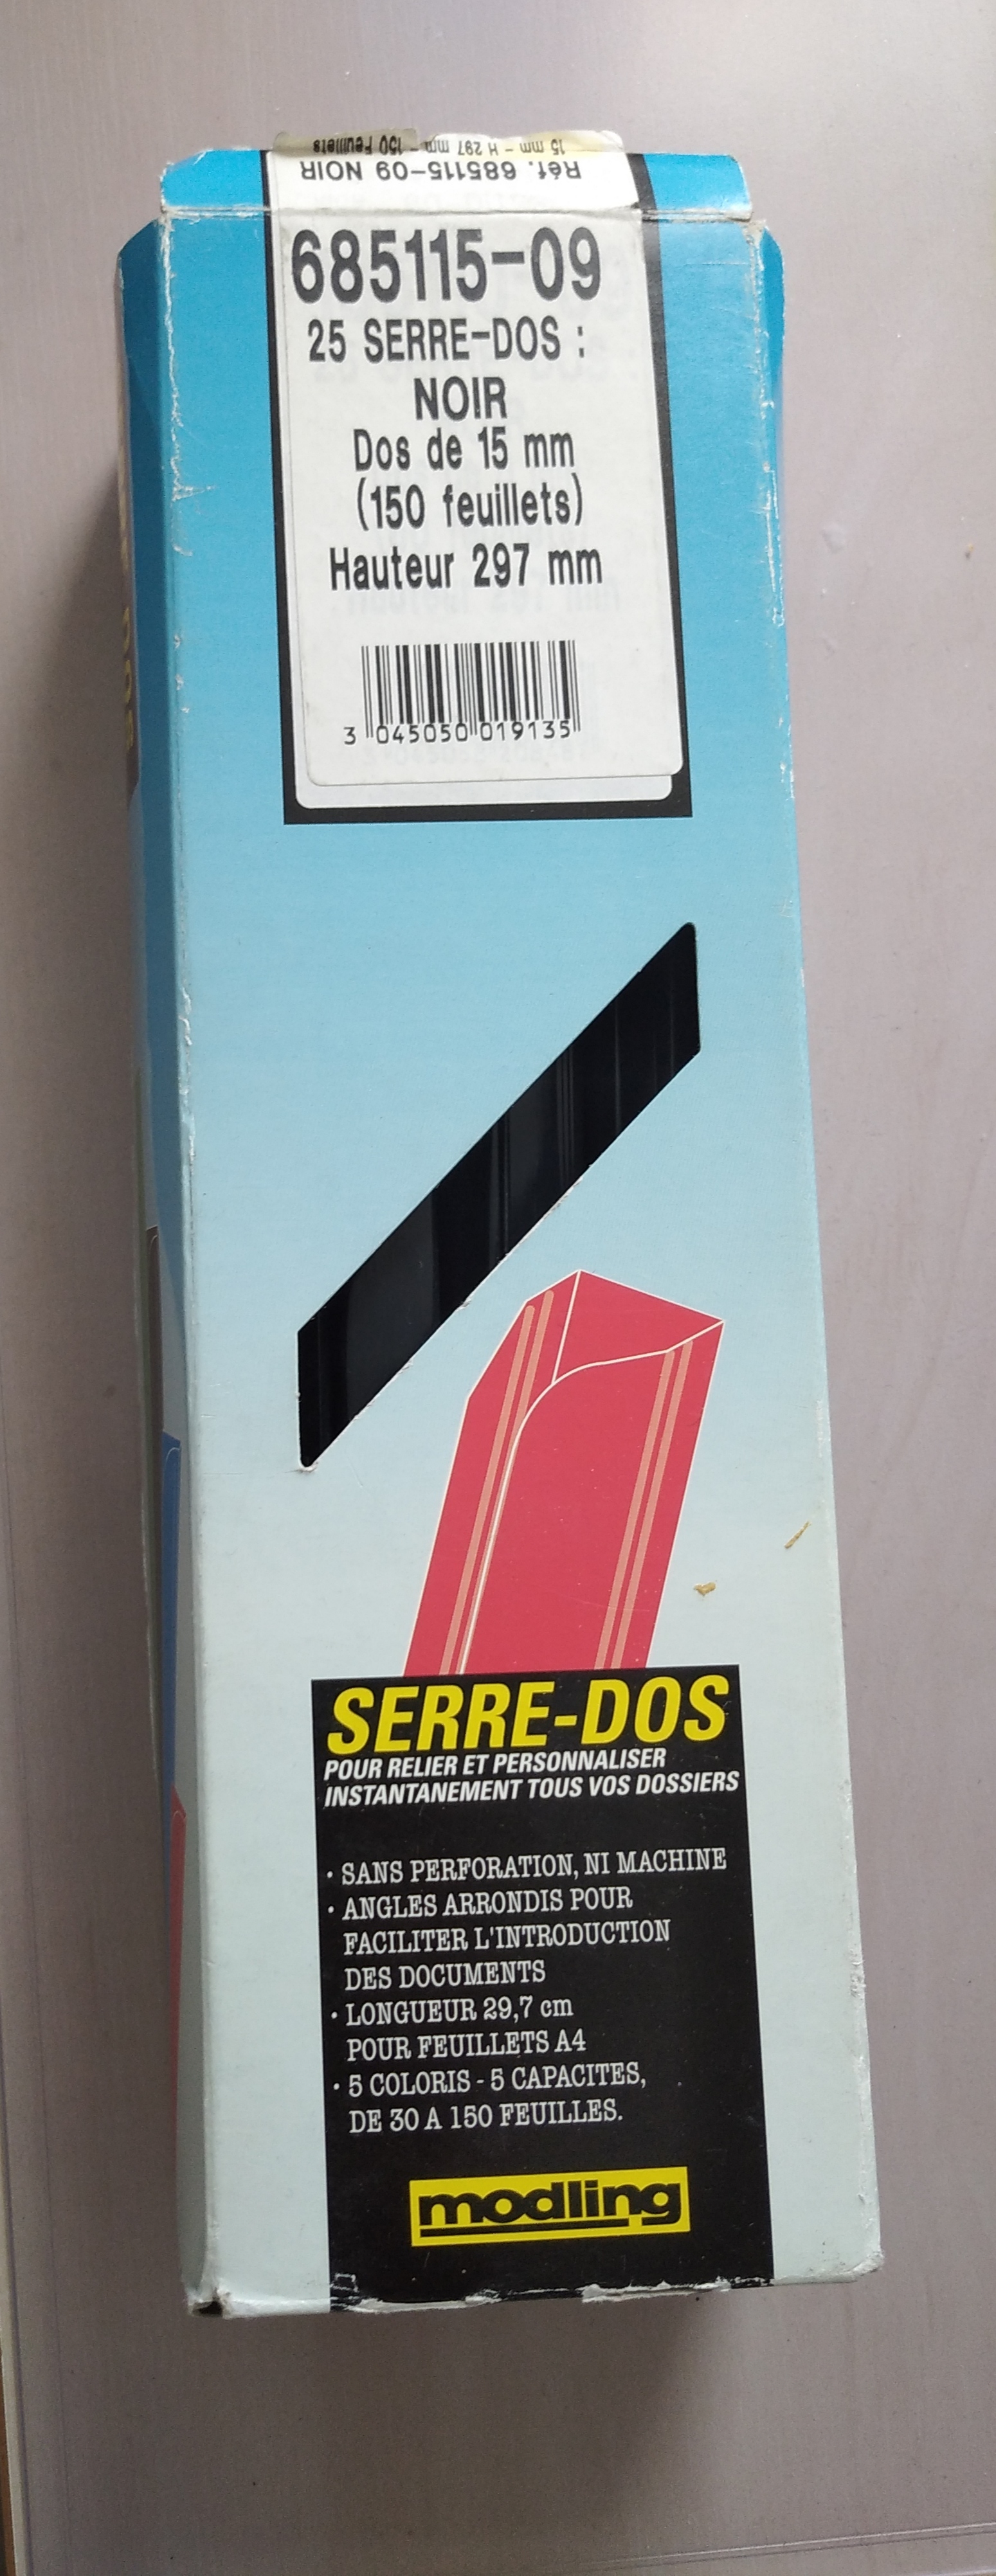 15 mm - H 297 mm - 150 Feuillets
Réf. 685115-09 NOIR
685115-09
25 SERRE-DOS :
NOIR
Dos de 15 mm
(150 feuillets)
Hauteur 297 mm
3 045050 019135
SERRE-DOS
POUR RELIER ET PERSONNALISER
INSTANTANEMENT TOUS VOS DOSSIERS
· SANS PERFORATION, NI MACHINE
· ANGLES ARRONDIS POUR
FACILITER L'INTRODUCTION
DES DOCUMENTS
· LONGUEUR 29,7 cm
POUR FEUILLETS A4
· 5 COLORIS - 5 CAPACITES,
DE 30 A 150 FEUILLES.
modling